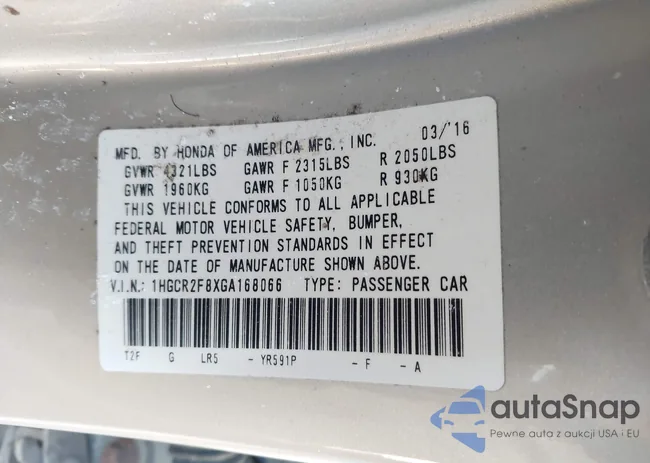 MFD. BY HONDA OF AMERICA MFG., INC. 03/'16
GVWR 4321LBS GAWR F 2315LBS R 2050LBS
GVWR 1960KG GAWR F 1050KG R 930KG
THIS VEHICLE CONFORMS TO ALL APPLICABLE
FEDERAL MOTOR VEHICLE SAFETY, BUMPER,
AND THEFT PREVENTION STANDARDS IN EFFECT
ON THE DATE OF MANUFACTURE SHOWN ABOVE.
V.I.N.: 1HGCR2F8XGA168066 TYPE: PASSENGER CAR
T2F G LR5 - YR591P - F - A
autaSnap
Pewne auta z aukcji USA i EU